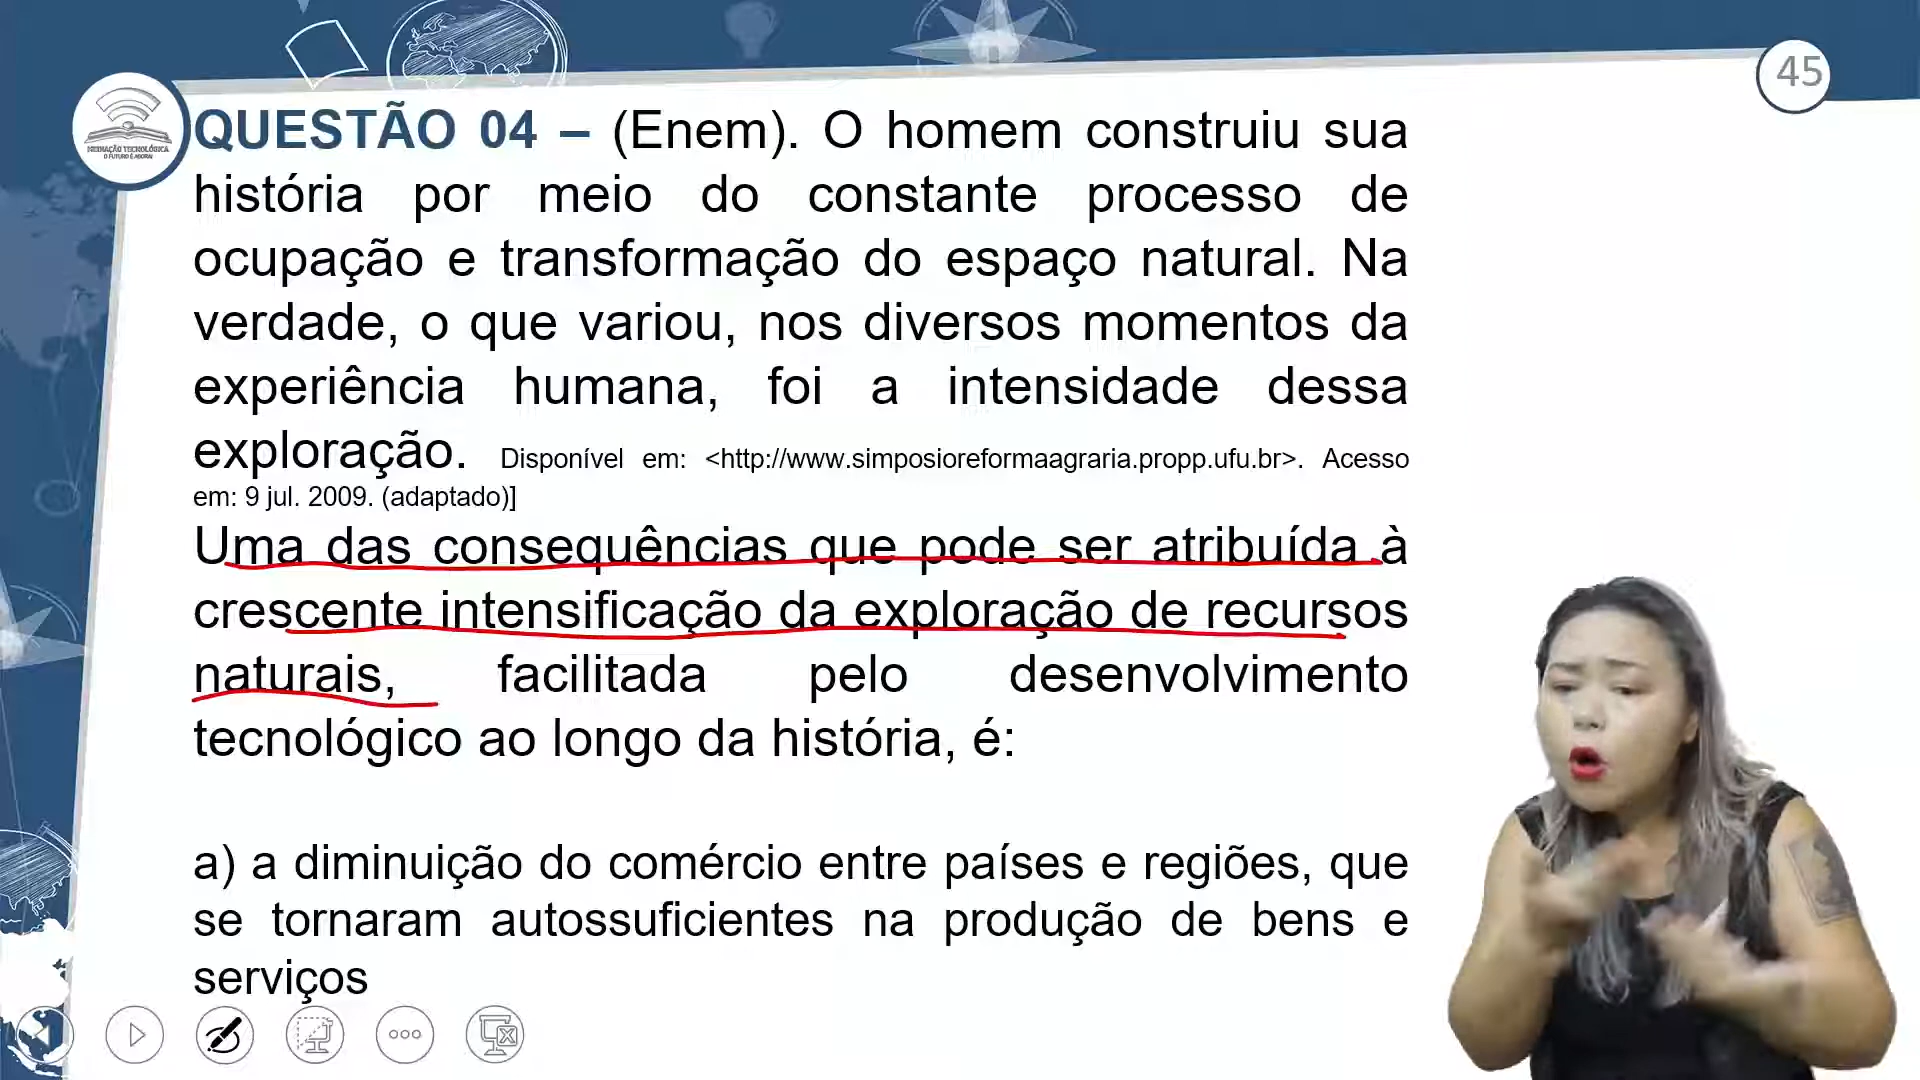 45
MEDIAÇÃO TECNOLÓGICA
O FUTURO É AGORA!
QUESTÃO 04 – (Enem). O homem construiu sua
história por meio do constante processo de
ocupação e transformação do espaço natural. Na
verdade, o que variou, nos diversos momentos da
experiência humana, foi a intensidade dessa
exploração. Disponível em: <http://www.simposioreformaagraria.propp.ufu.br>. Acesso
em: 9 jul. 2009. (adaptado)]
Uma das consequências que pode ser atribuída à
crescente intensificação da exploração de recursos
naturais, facilitada pelo desenvolvimento
tecnológico ao longo da história, é:
a) a diminuição do comércio entre países e regiões, que
se tornaram autossuficientes na produção de bens e
serviços